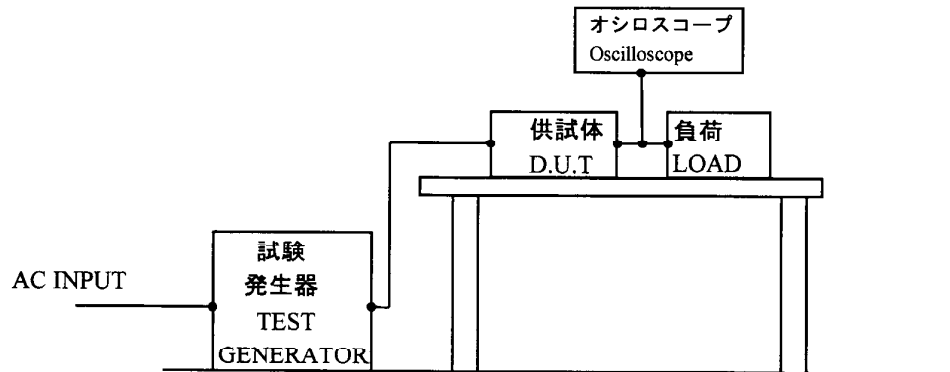 オシロスコープ
Oscilloscope
供試体
D.U.T
負荷
LOAD
試験
発生器
TEST
GENERATOR
AC INPUT